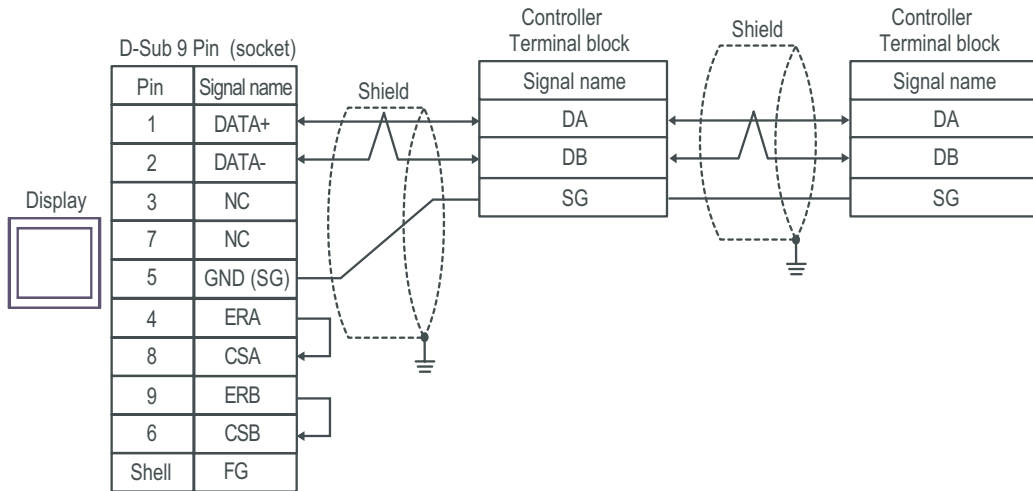 D-Sub 9 Pin (socket)
Pin Signal name
1 DATA+
2 DATA-
3 NC
7 NC
5 GND (SG)
4 ERA
8 CSA
9 ERB
6 CSB
Shell FG
Display
Shield
Controller
Terminal block
Signal name
DA
DB
SG
Shield
Controller
Terminal block
Signal name
DA
DB
SG